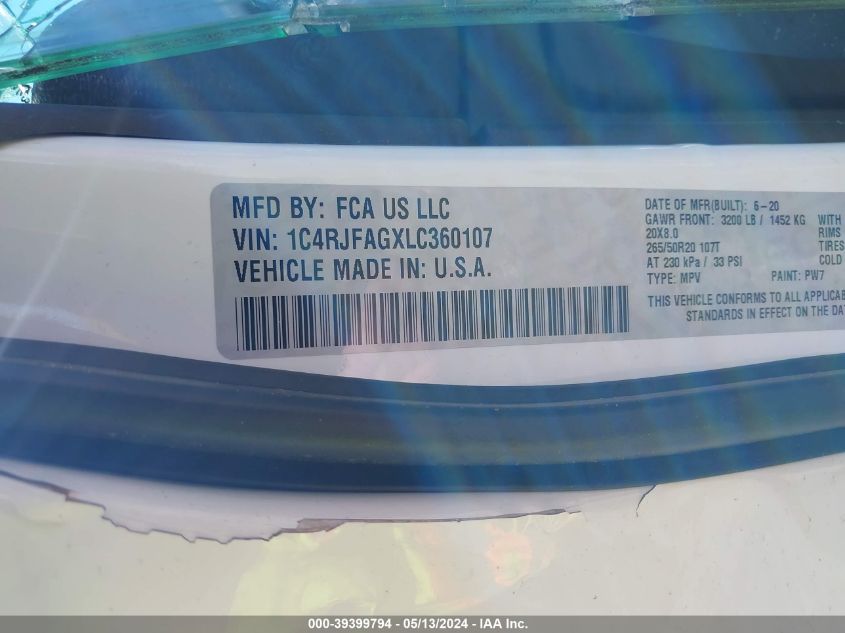 MFD BY: FCA US LLC
VIN: 1C4RJFAGXLC360107
VEHICLE MADE IN: U.S.A.
DATE OF MFR(BUILT): 6-20
GAWR FRONT: 3200 LB / 1452 KG WITH
20X8.0 RIMS
265/50R20 107T TIRES
AT 230 kPa / 33 PSI COLD
TYPE: MPV PAINT: PW7
THIS VEHICLE CONFORMS TO ALL APPLICAB
STANDARDS IN EFFECT ON THE DAT
000-39399794 - 05/13/2024 - IAA Inc.